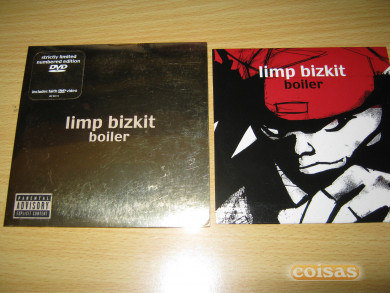 strictly limited
numbered edition
DVD
includes both DVD video
limp bizkit
boiler
PARENTAL
ADVISORY
EXPLICIT CONTENT
limp bizkit
boiler
coisas